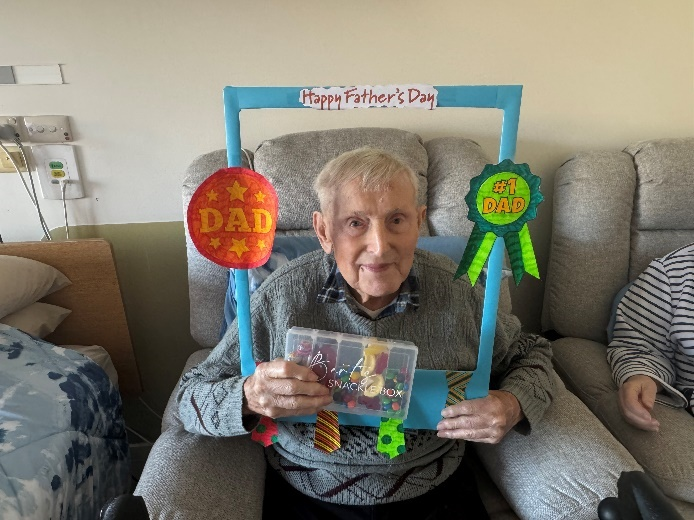 Happy Father's Day
DAD
#1
DAD
SNACKLE BOX